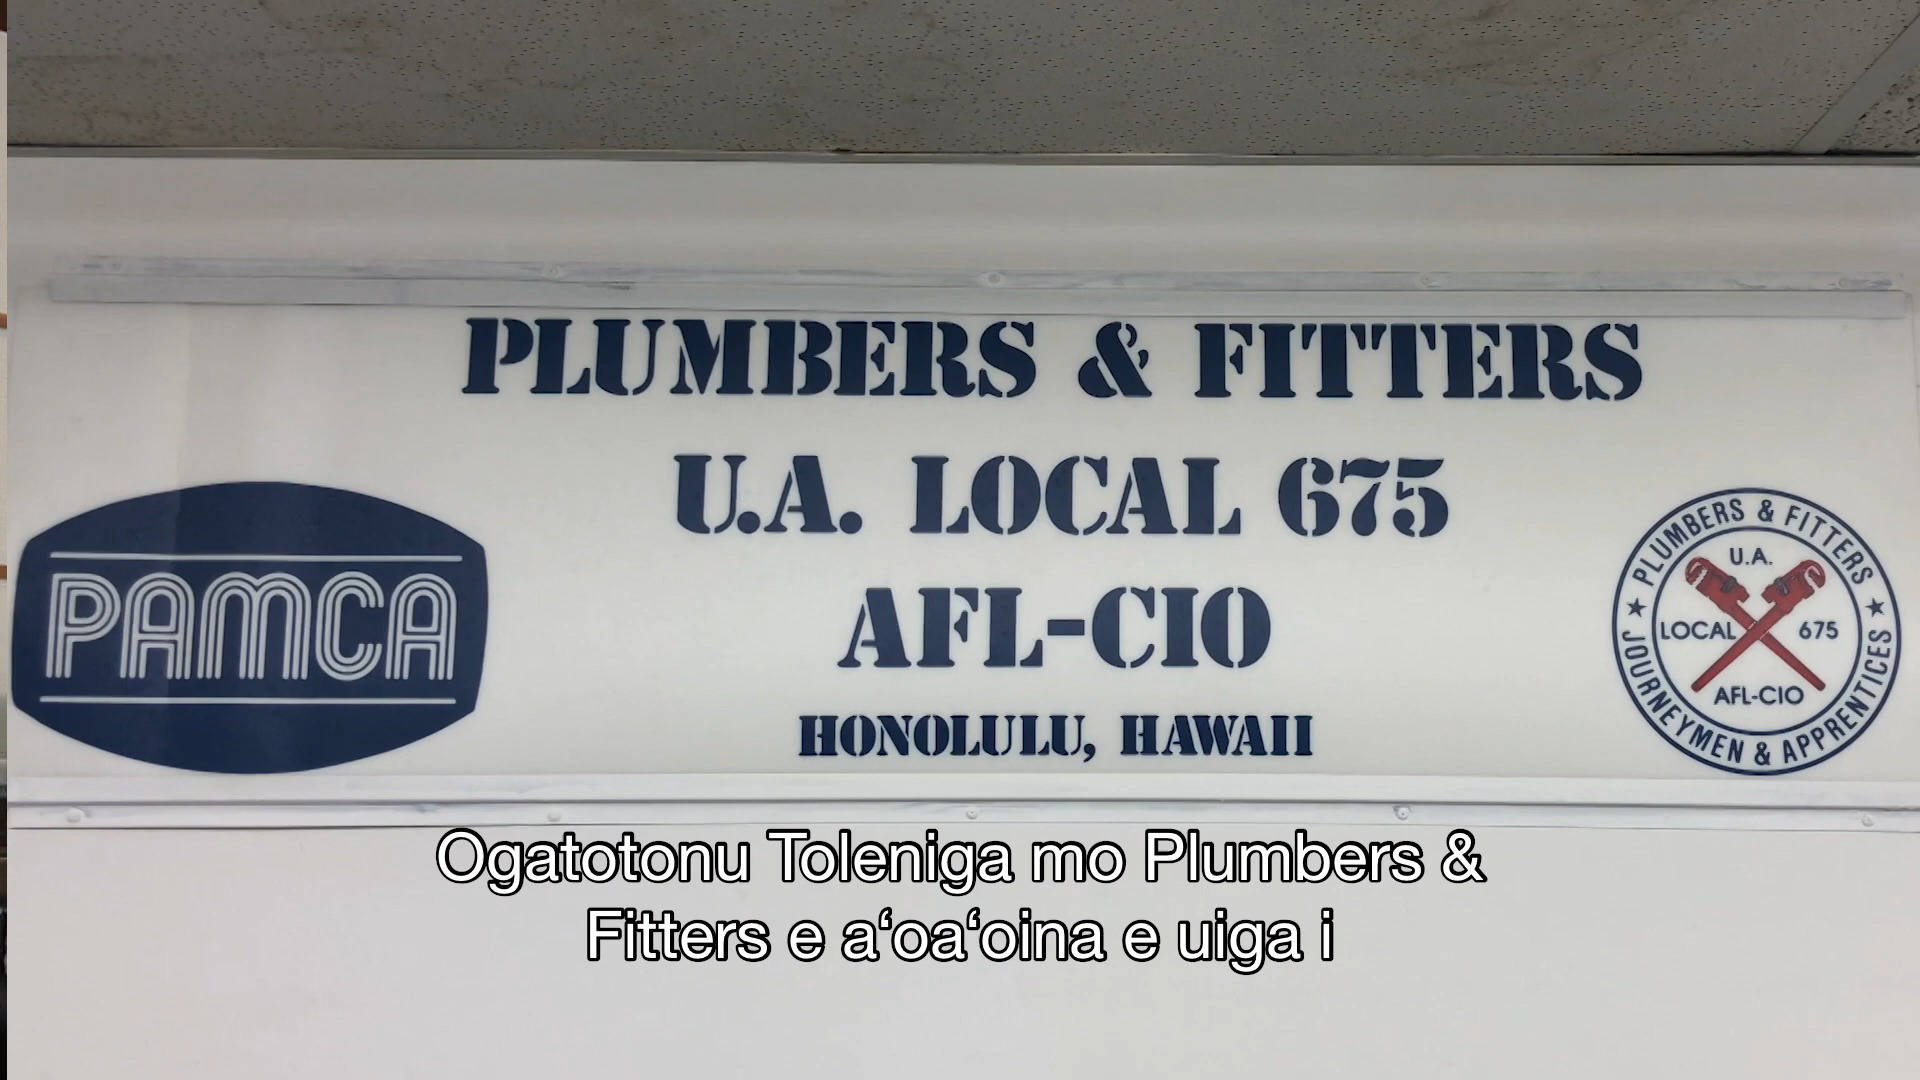 PLUMBERS & FITTERS
U.A. LOCAL 675
AFL-CIO
HONOLULU, HAWAII
PAMCA
PLUMBERS & FITTERS
U.A.
LOCAL 675
AFL-CIO
JOURNEYMEN & APPRENTICES
Ogatotonu Toleniga mo Plumbers &
Fitters e a‘oa‘oina e uiga i